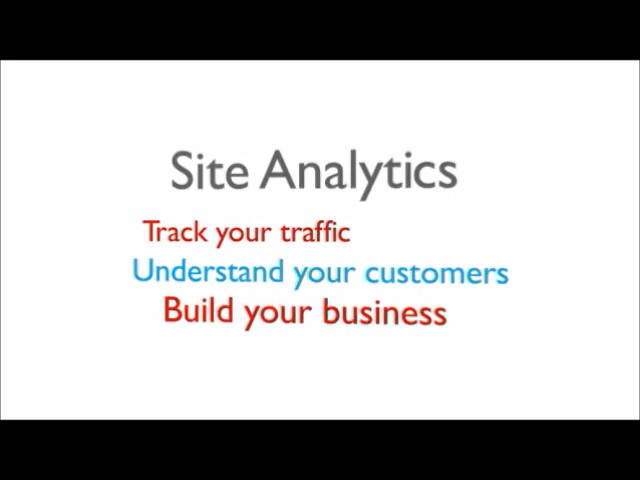 Site Analytics
Track your traffic
Understand your customers
Build your business